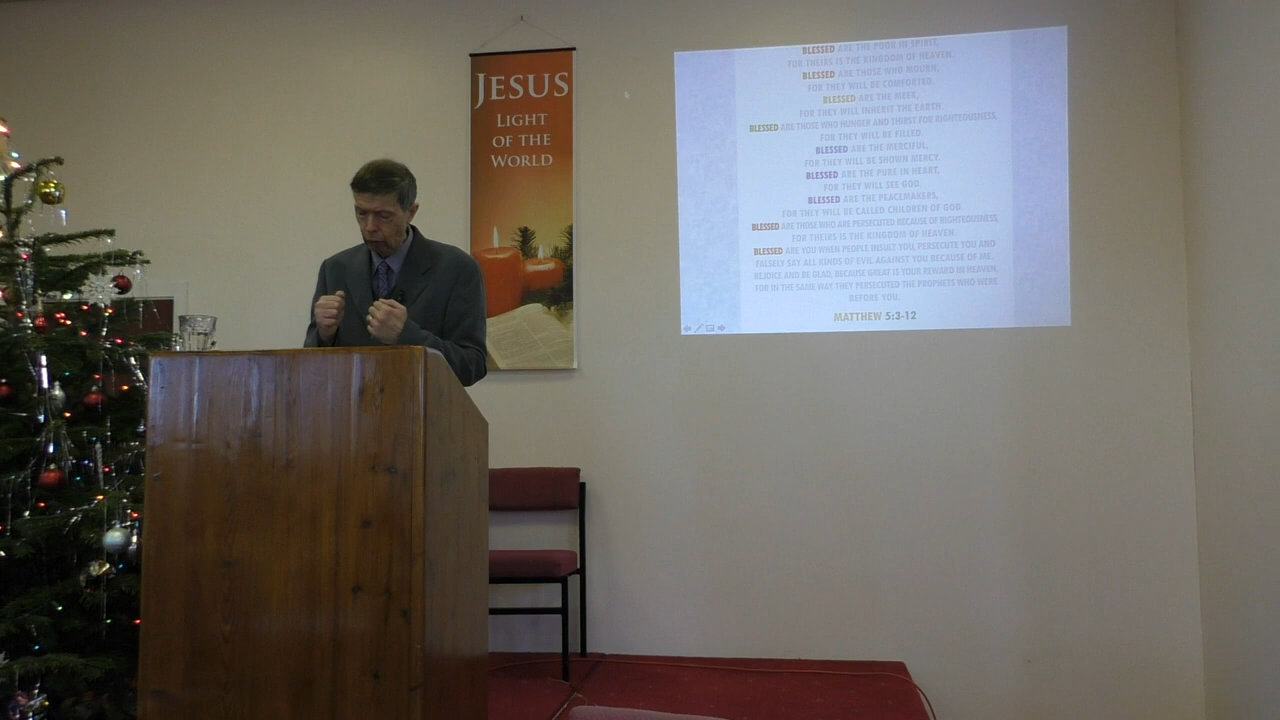 JESUS
LIGHT
OF THE
WORLD
BLESSED ARE THE POOR IN SPIRIT,
FOR THEIRS IS THE KINGDOM OF HEAVEN.
BLESSED ARE THOSE WHO MOURN,
FOR THEY WILL BE COMFORTED.
BLESSED ARE THE MEEK,
FOR THEY WILL INHERIT THE EARTH.
BLESSED ARE THOSE WHO HUNGER AND THIRST FOR RIGHTEOUSNESS,
FOR THEY WILL BE FILLED.
BLESSED ARE THE MERCIFUL,
FOR THEY WILL BE SHOWN MERCY.
BLESSED ARE THE PURE IN HEART,
FOR THEY WILL SEE GOD.
BLESSED ARE THE PEACEMAKERS,
FOR THEY WILL BE CALLED CHILDREN OF GOD.
BLESSED ARE THOSE WHO ARE PERSECUTED BECAUSE OF RIGHTEOUSNESS,
FOR THEIRS IS THE KINGDOM OF HEAVEN.
BLESSED ARE YOU WHEN PEOPLE INSULT YOU, PERSECUTE YOU AND
FALSELY SAY ALL KINDS OF EVIL AGAINST YOU BECAUSE OF ME.
REJOICE AND BE GLAD, BECAUSE GREAT IS YOUR REWARD IN HEAVEN,
FOR IN THE SAME WAY THEY PERSECUTED THE PROPHETS WHO WERE
BEFORE YOU.
MATTHEW 5:3-12